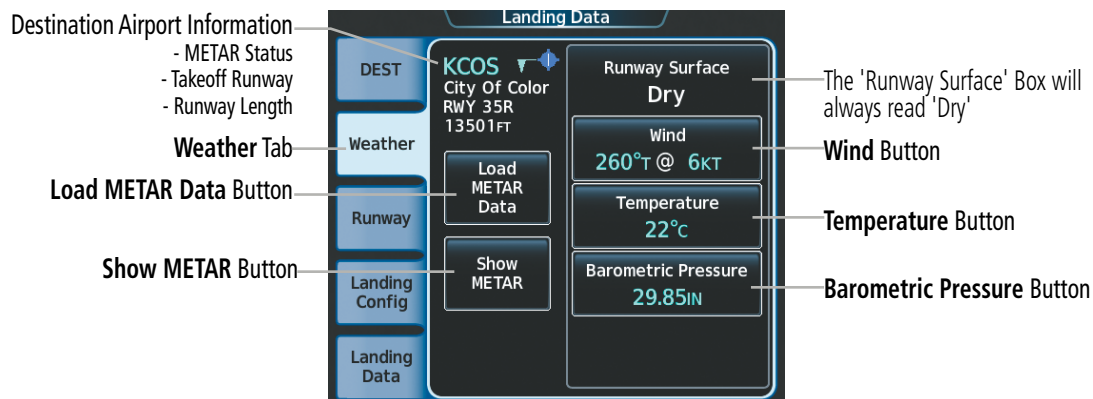 Landing Data
Destination Airport Information
- METAR Status
- Takeoff Runway
- Runway Length
Weather Tab
Load METAR Data Button
Show METAR Button
DEST
Weather
Runway
Landing
Config
Landing
Data
KCOS
City Of Color
RWY 35R
13501FT
Load
METAR
Data
Show
METAR
Runway Surface
Dry
Wind
260°T @ 6KT
Temperature
22°C
Barometric Pressure
29.85IN
The 'Runway Surface' Box will
always read 'Dry'
Wind Button
Temperature Button
Barometric Pressure Button